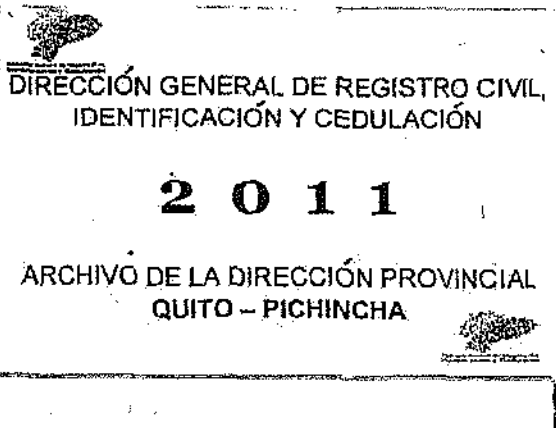 DIRECCIÓN GENERAL DE REGISTRO CIVIL,
IDENTIFICACIÓN Y CEDULACIÓN
2 0 1 1
ARCHIVO DE LA DIRECCIÓN PROVINCIAL
QUITO – PICHINCHA